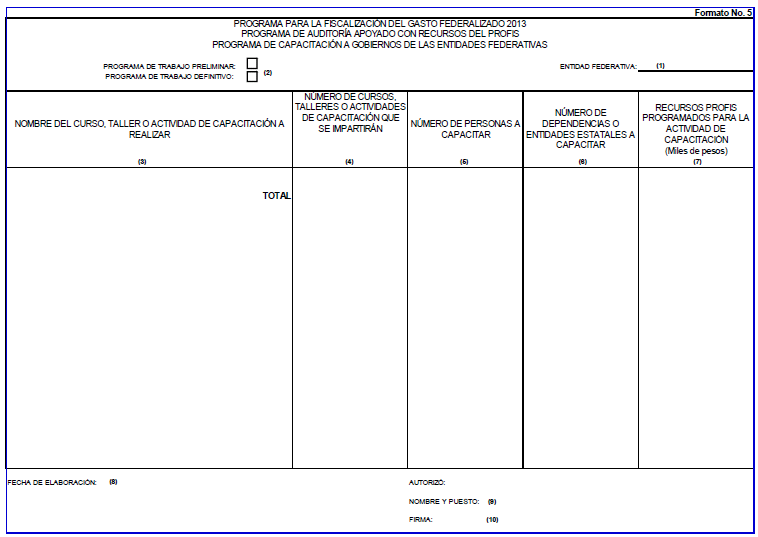 Formato No. 5
PROGRAMA PARA LA FISCALIZACIÓN DEL GASTO FEDERALIZADO 2013
PROGRAMA DE AUDITORÍA APOYADO CON RECURSOS DEL PROFIS
PROGRAMA DE CAPACITACIÓN A GOBIERNOS DE LAS ENTIDADES FEDERATIVAS
PROGRAMA DE TRABAJO PRELIMINAR:
PROGRAMA DE TRABAJO DEFINITIVO:
(2)
ENTIDAD FEDERATIVA: (1)
NOMBRE DEL CURSO, TALLER O ACTIVIDAD DE CAPACITACIÓN A
REALIZAR
(3)
NÚMERO DE CURSOS,
TALLERES O ACTIVIDADES
DE CAPACITACIÓN QUE
SE IMPARTIRÁN
(4)
NÚMERO DE PERSONAS A
CAPACITAR
(5)
NÚMERO DE
DEPENDENCIAS O
ENTIDADES ESTATALES A
CAPACITAR
(6)
RECURSOS PROFIS
PROGRAMADOS PARA LA
ACTIVIDAD DE
CAPACITACIÓN
(Miles de pesos)
(7)
TOTAL
FECHA DE ELABORACIÓN: (8)
AUTORIZÓ:
NOMBRE Y PUESTO: (9)
FIRMA: (10)